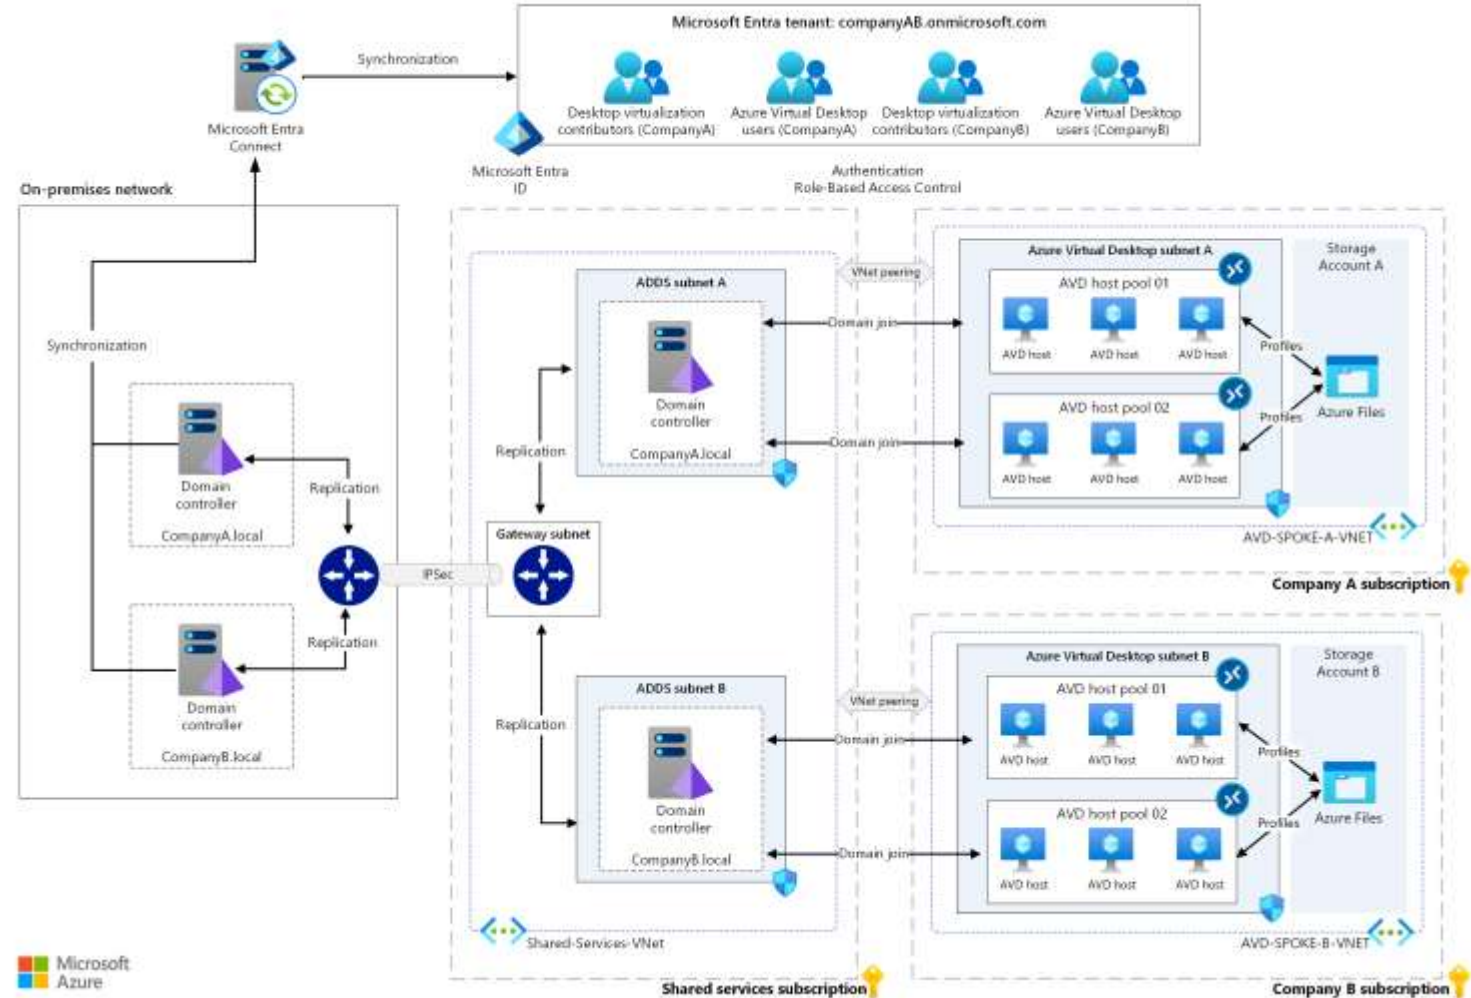 Microsoft Entra tenant: companyAB.onmicrosoft.com
Synchronization
Desktop virtualization
contributors (CompanyA)
Azure Virtual Desktop
users (CompanyA)
Desktop virtualization
contributors (CompanyB)
Azure Virtual Desktop
users (CompanyB)
Microsoft Entra
Connect
Microsoft Entra
ID
Authentication
Role-Based Access Control
On-premises network
Synchronization
Domain
controller
CompanyA.local
Replication
Domain
controller
CompanyB.local
Replication
IPSec
ADDS subnet A
Domain
controller
CompanyA.local
Replication
Gateway subnet
Replication
ADDS subnet B
Domain
controller
CompanyB.local
Shared-Services-VNet
Shared services subscription
VNet peering
Domain join
Domain join
Azure Virtual Desktop subnet A
AVD host pool 01
AVD host
AVD host
AVD host
AVD host pool 02
AVD host
AVD host
AVD host
Storage
Account A
Profiles
Profiles
Azure Files
AVD-SPOKE-A-VNET
Company A subscription
VNet peering
Domain join
Domain join
Azure Virtual Desktop subnet B
AVD host pool 01
AVD host
AVD host
AVD host
AVD host pool 02
AVD host
AVD host
AVD host
Storage
Account B
Profiles
Profiles
Azure Files
AVD-SPOKE-B-VNET
Company B subscription
Microsoft
Azure